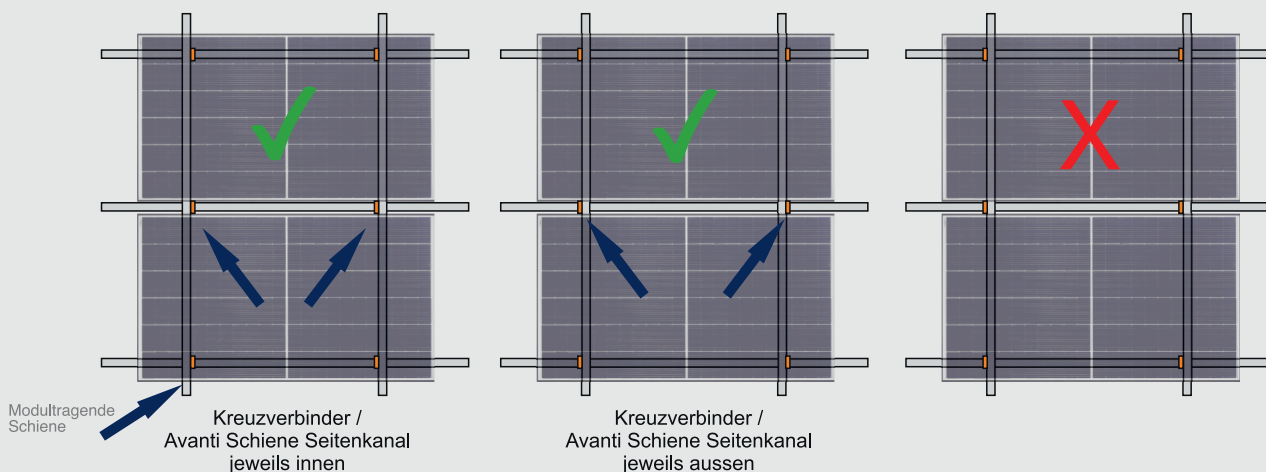 Modultragende
Schiene
Kreuzverbinder /
Avanti Schiene Seitenkanal
jeweils innen
Kreuzverbinder /
Avanti Schiene Seitenkanal
jeweils aussen